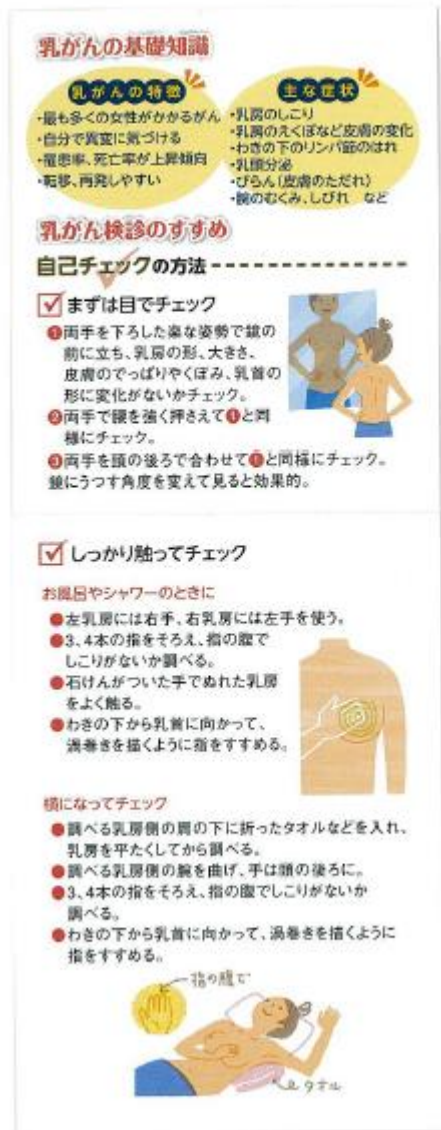 乳がんの基礎知識
乳がんの特徴
・最も多くの女性がかかるがん
・自分で異変に気づける
・罹患率、死亡率が上昇傾向
・転移、再発しやすい
主な症状
・乳房のしこり
・乳房のえくぼなど皮膚の変化
・わきの下のリンパ節のはれ
・乳頭分泌
・びらん(皮膚のただれ)
・腕のむくみ、しびれ など
乳がん検診のすすめ
自己チェックの方法
まずは目でチェック
❶両手を下ろした楽な姿勢で鏡の
前に立ち、乳房の形、大きさ、
皮膚のでっぱりやくぼみ、乳首の
形に変化がないかチェック。
❷両手で腰を強く押さえて❶と同
様にチェック。
❸両手を頭の後ろで合わせて❶と同様にチェック。
鏡にうつす角度を変えて見ると効果的。
しっかり触ってチェック
お風呂やシャワーのときに
●左乳房には右手、右乳房には左手を使う。
●3、4本の指をそろえ、指の腹で
しこりがないか調べる。
●石けんがついた手でぬれた乳房
をよく触る。
●わきの下から乳首に向かって、
渦巻きを描くように指をすすめる。
横になってチェック
●調べる乳房側の肩の下に折ったタオルなどを入れ、
乳房を平たくしてから調べる。
●調べる乳房側の腕を曲げ、手は頭の後ろに。
●3、4本の指をそろえ、指の腹でしこりがないか
調べる。
●わきの下から乳首に向かって、渦巻きを描くように
指をすすめる。
指の腹で
タオル